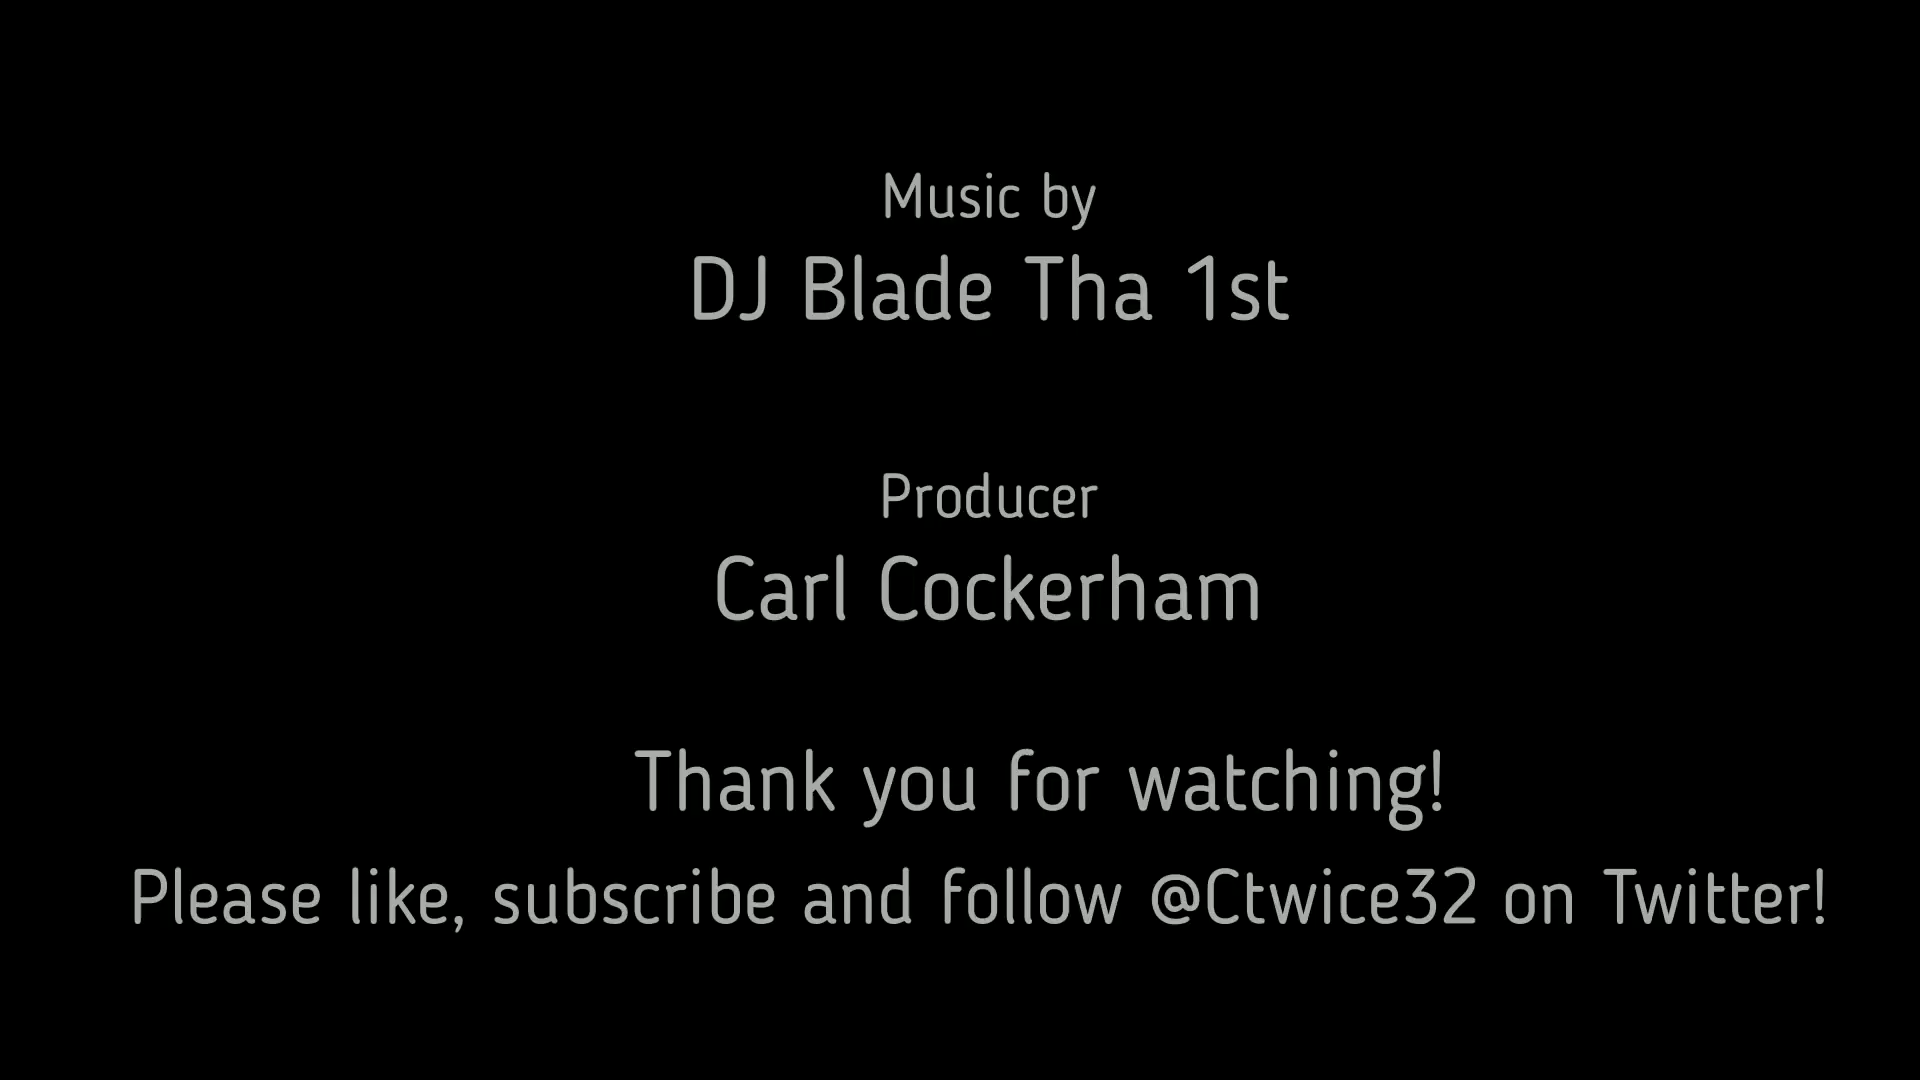 Music by
DJ Blade Tha 1st
Producer
Carl Cockerham
Thank you for watching!
Please like, subscribe and follow @Ctwice32 on Twitter!